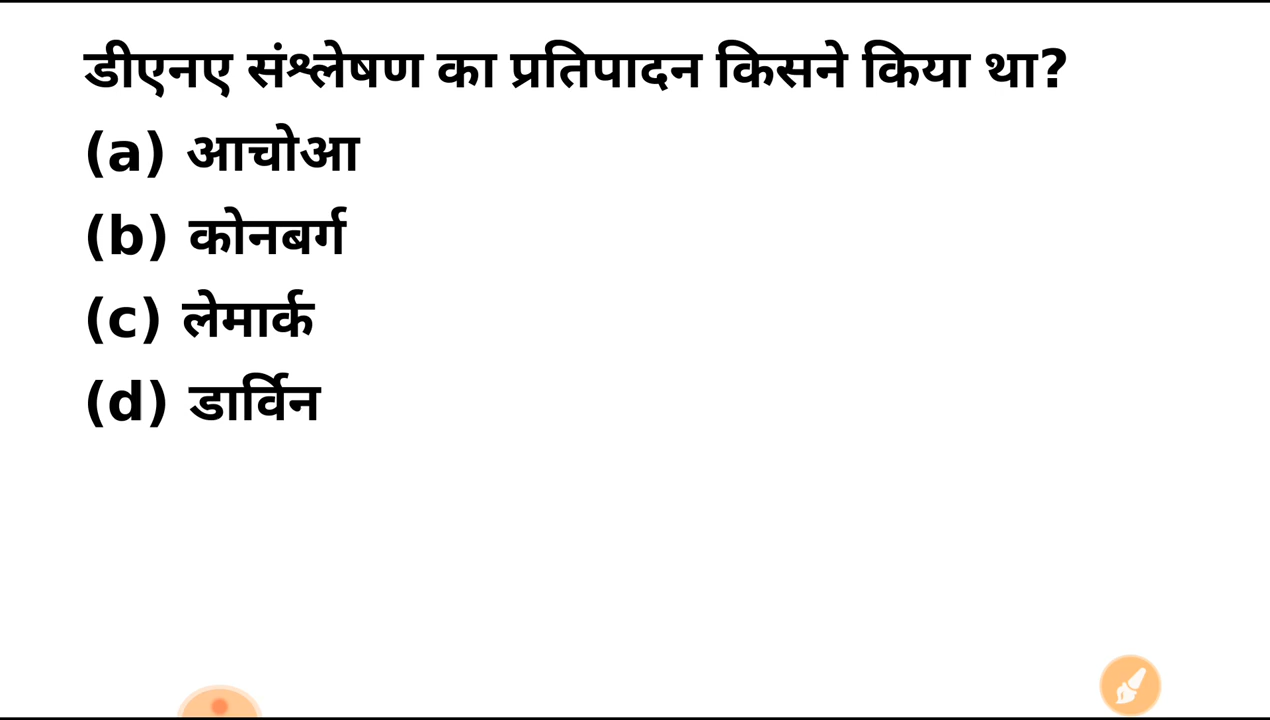 डीएनए संश्लेषण का प्रतिपादन किसने किया था?
(a) आचोआ
(b) कोनबर्ग
(c) लेमार्क
(d) डार्विन